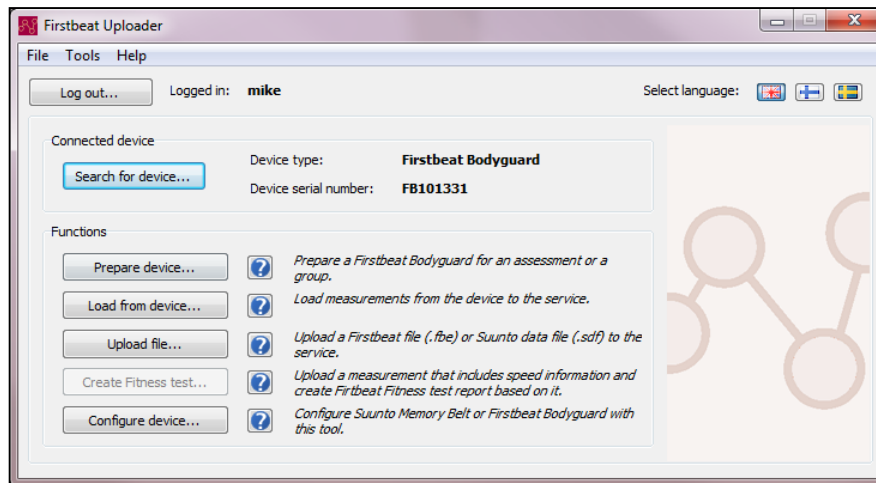 Firstbeat Uploader
File Tools Help
Log out... Logged in: mike Select language:
Connected device
Search for device... Device type: Firstbeat Bodyguard
Device serial number: FB101331
Functions
Prepare device... Prepare a Firstbeat Bodyguard for an assessment or a
group.
Load from device... Load measurements from the device to the service.
Upload file... Upload a Firstbeat file (.fbe) or Suunto data file (.sdf) to the
service.
Create Fitness test... Upload a measurement that includes speed information and
create Firtbeat Fitness test report based on it.
Configure device... Configure Suunto Memory Belt or Firstbeat Bodyguard with
this tool.